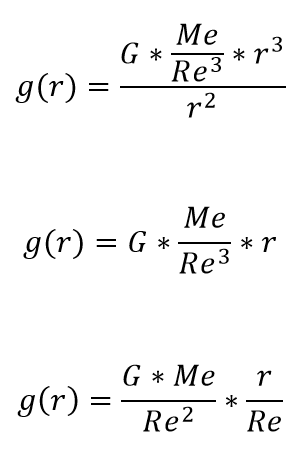 g(r) = (G * Me/Re³ * r³)/r²
g(r) = G * Me/Re³ * r
g(r) = (G * Me)/Re² * r/Re